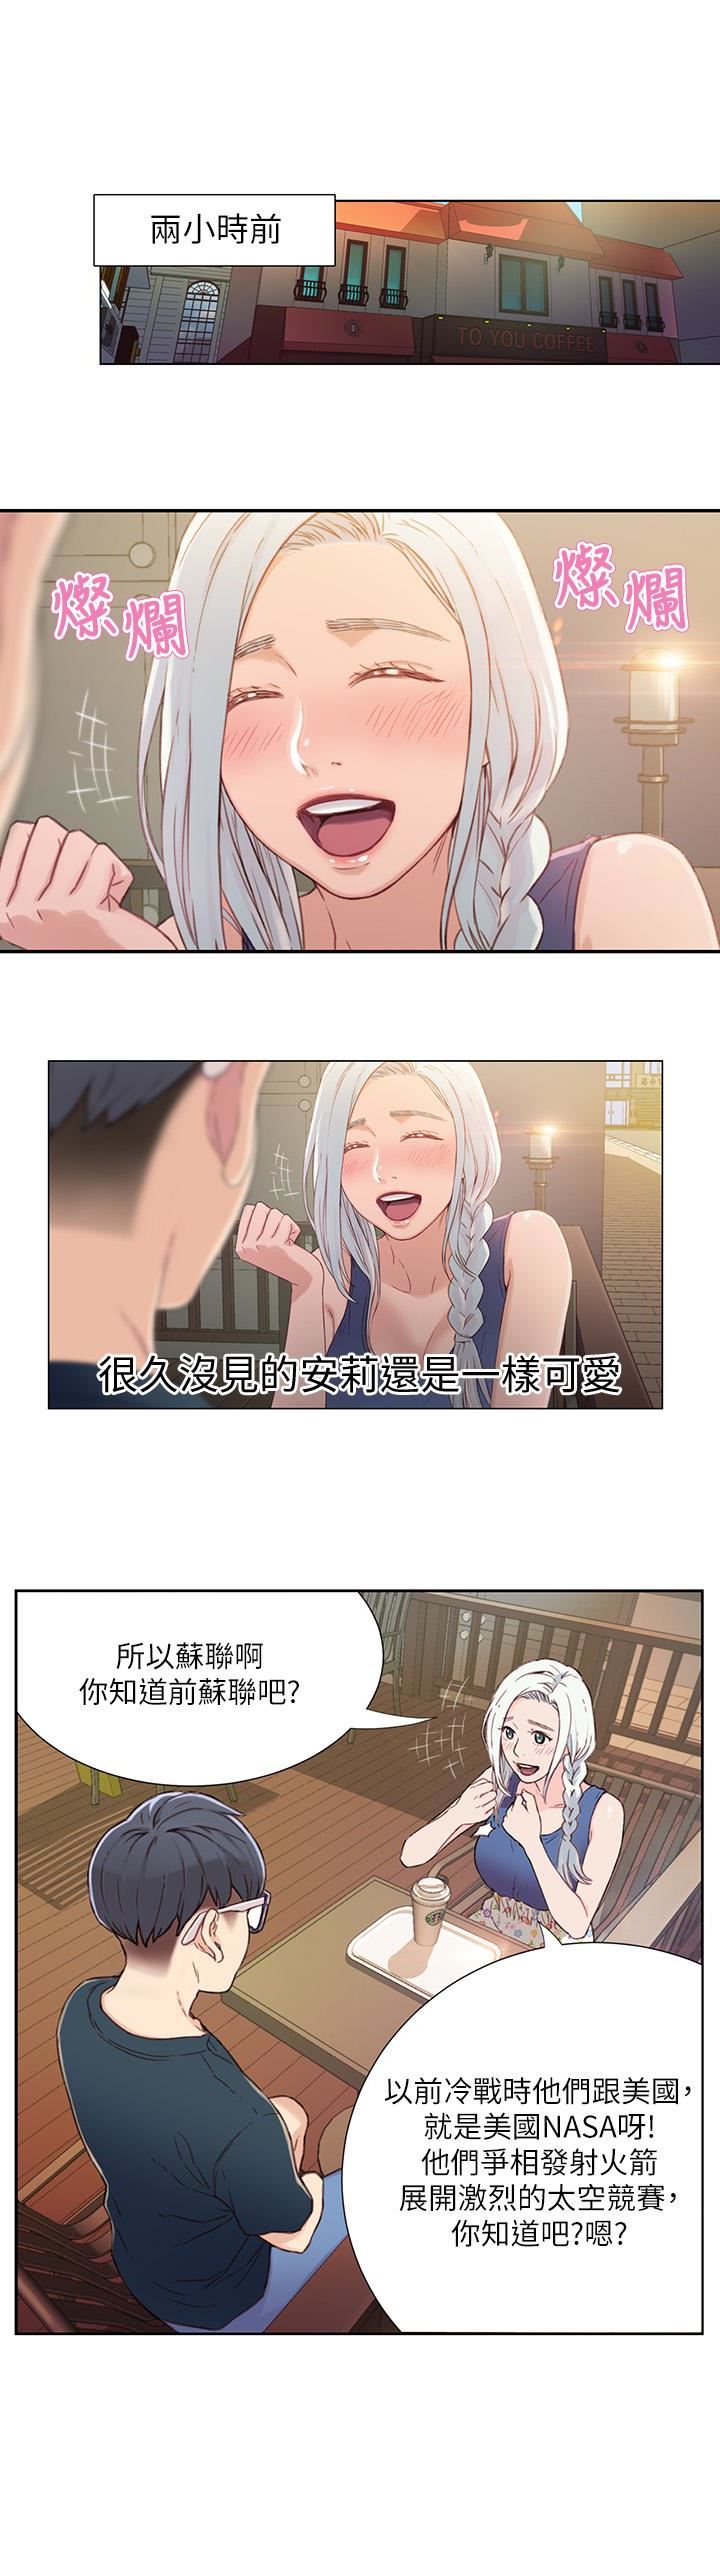 兩小時前
TO YOU COFFEE
燦爛
燦爛
很久沒見的安莉還是一樣可愛
所以蘇聯啊
你知道前蘇聯吧?
以前冷戰時他們跟美國，
就是美國NASA呀!
他們爭相發射火箭
展開激烈的太空競賽，
你知道吧?嗯?